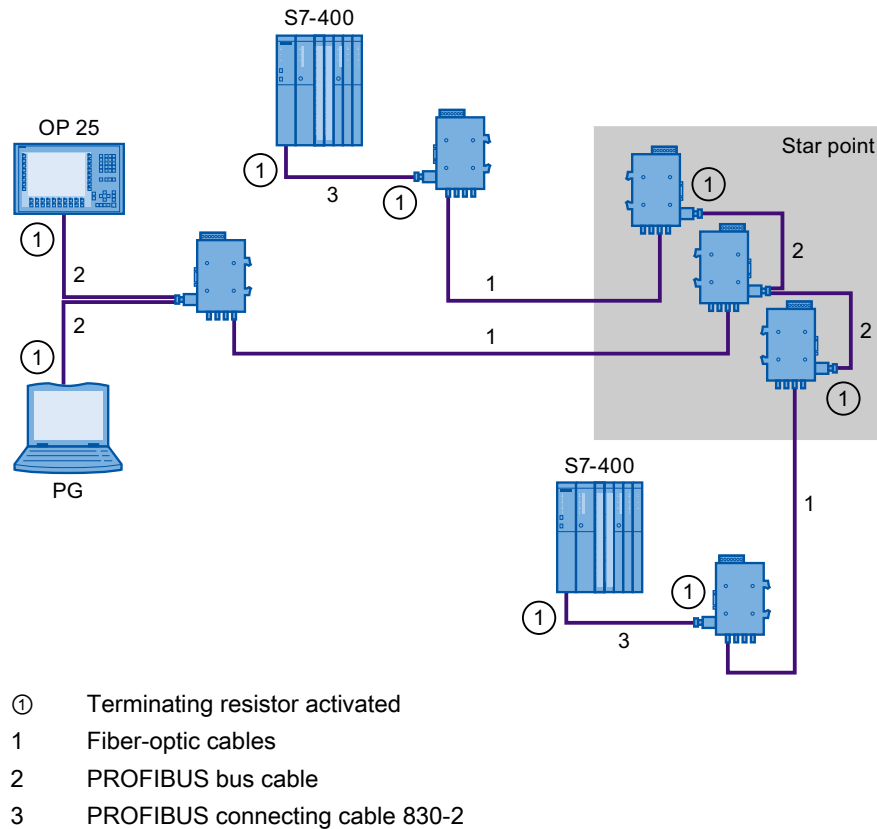 S7-400
OP 25
Star point
①
①
①
3
①
①
2
2
1
2
①
1
2
①
PG
S7-400
1
①
①
3
① Terminating resistor activated
1 Fiber-optic cables
2 PROFIBUS bus cable
3 PROFIBUS connecting cable 830-2